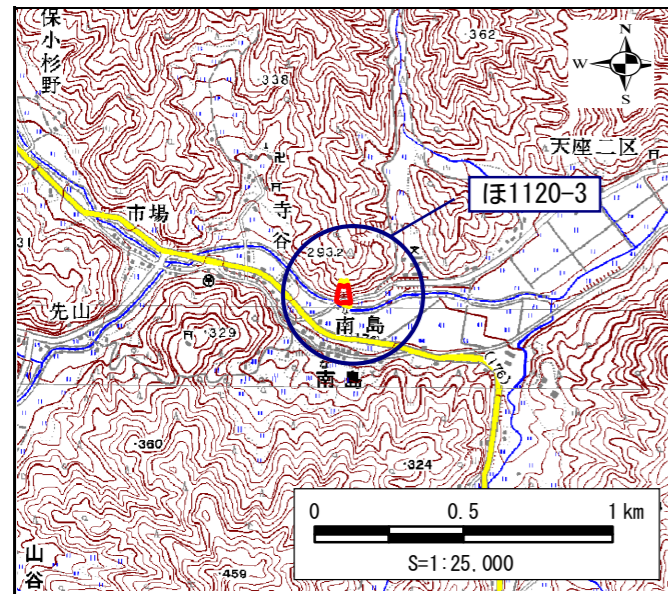 保小杉野
・362
N
W
E
S
・338
天座二区
ほ1120-3
寺谷
市場
293.2
31
先山
・329
南島
(176)
南島
・360
・324
0 0.5 1 km
S=1:25.000
山谷
・459